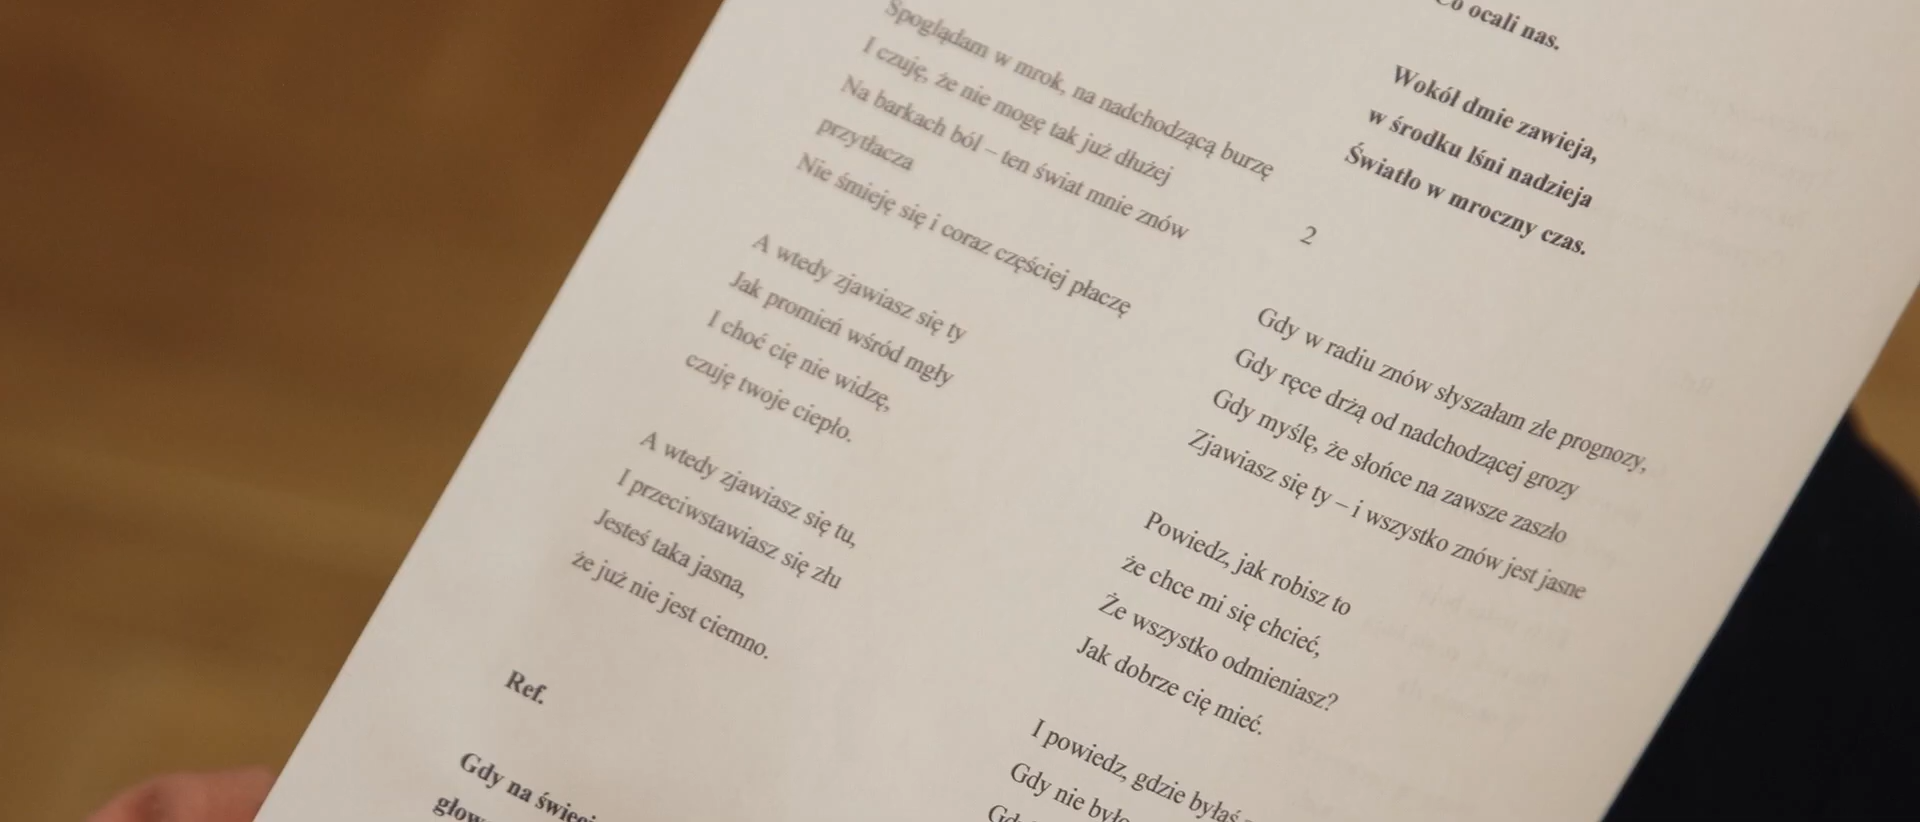 Spoglądam w mrok, na nadchodzącą burzę
I czuję, że nie mogę tak już dłużej
Na barkach ból – ten świat mnie znów
przytłacza
Nie śmieję się i coraz częściej płaczę
A wtedy zjawiasz się ty
Jak promień wśród mgły
I choć cię nie widzę,
czuję twoje ciepło.
A wtedy zjawiasz się tu,
I przeciwstawiasz się złu
Jesteś taka jasna,
że już nie jest ciemno.
Ref.
Gdy na
Co ocali nas.
Wokół dmie zawieja,
w środku lśni nadzieja
Światło w mroczny czas.
2
Gdy w radiu znów słyszałam złe prognozy,
Gdy ręce drżą od nadchodzącej grozy
Gdy myślę, że słońce na zawsze zaszło
Zjawiasz się ty – i wszystko znów jest jasne
Powiedz, jak robisz to
że chce mi się chcieć,
Że wszystko odmieniasz?
Jak dobrze cię mieć.
I powiedz, gdzie byłaś
Gdy nie było